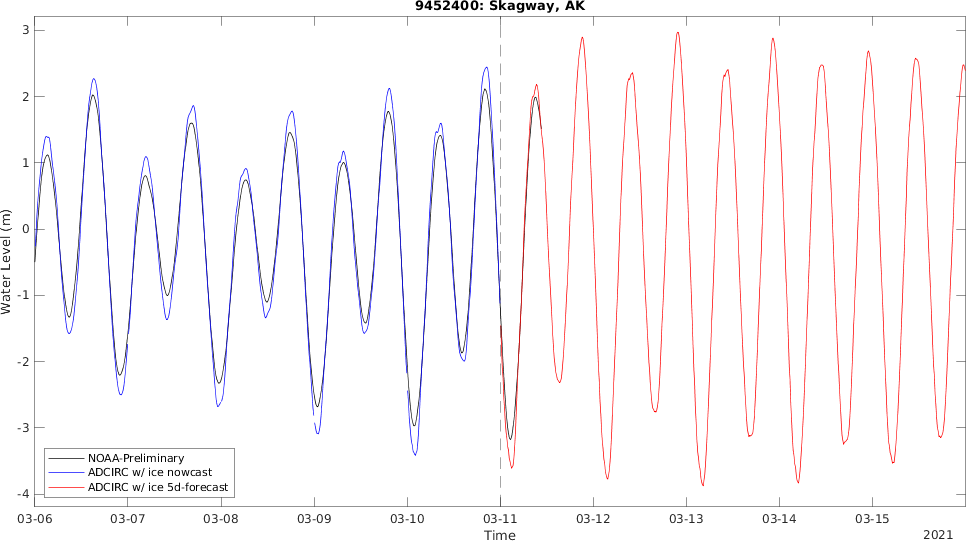 9452400: Skagway, AK
3
2
1
0
-1
-2
-3
-4
Water Level (m)
NOAA-Preliminary
ADCIRC w/ ice nowcast
ADCIRC w/ ice 5d-forecast
03-06 03-07 03-08 03-09 03-10 03-11 03-12 03-13 03-14 03-15
Time
2021